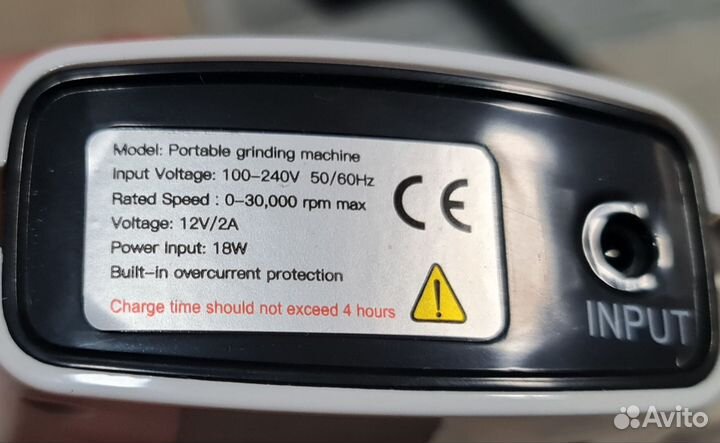 Model: Portable grinding machine
Input Voltage: 100-240V 50/60Hz
Rated Speed : 0-30,000 rpm max
Voltage: 12V/2A
Power Input: 18W
Built-in overcurrent protection
Charge time should not exceed 4 hours
CE
!
INPUT
Avito